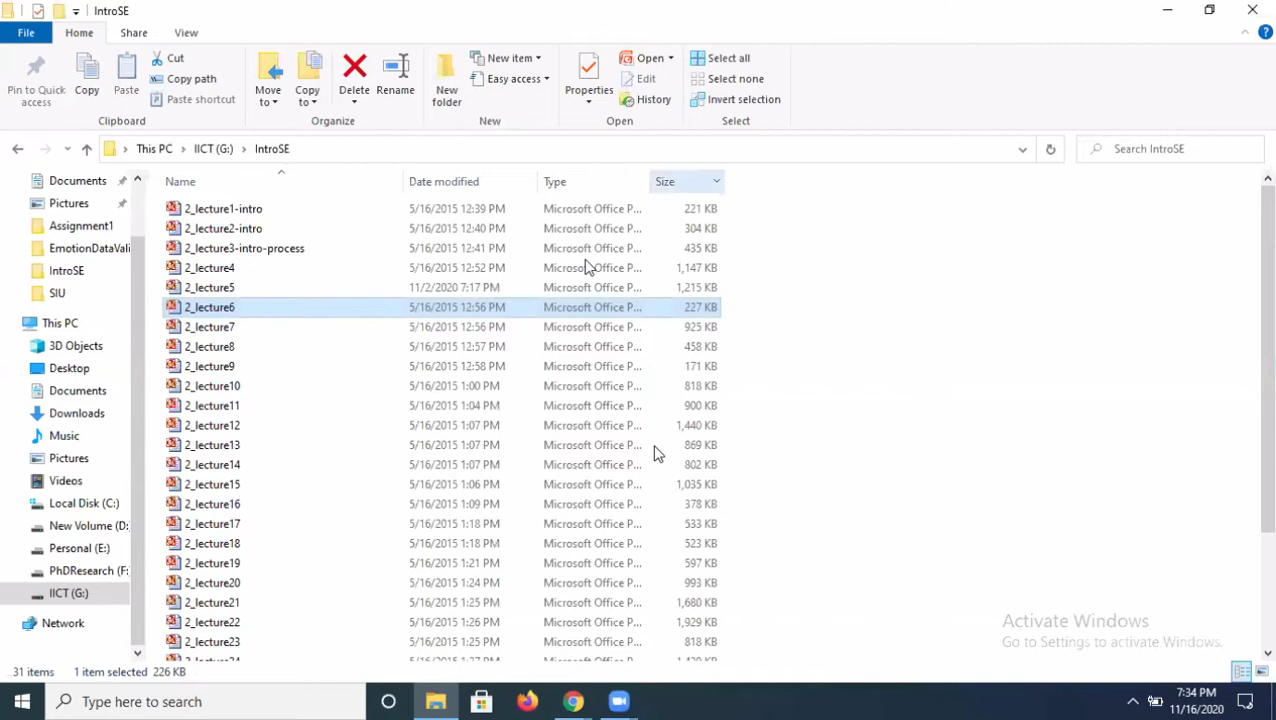 IntroSE
File Home Share View
Pin to Quick access
Copy
Paste
Cut
Copy path
Paste shortcut
Clipboard
Move to
Copy to
Delete
Rename
Organize
New folder
New item
Easy access
New
Properties
Open
Edit
History
Open
Select all
Select none
Invert selection
Select
This PC > IICT (G:) > IntroSE
Search IntroSE
Documents
Pictures
Assignment1
EmotionDataVali
IntroSE
SIU
This PC
3D Objects
Desktop
Documents
Downloads
Music
Pictures
Videos
Local Disk (C:)
New Volume (D:
Personal (E:)
PhDResearch (F:
IICT (G:)
Network
Name Date modified Type Size
2_lecture1-intro 5/16/2015 12:39 PM Microsoft Office P... 221 KB
2_lecture2-intro 5/16/2015 12:40 PM Microsoft Office P... 304 KB
2_lecture3-intro-process 5/16/2015 12:41 PM Microsoft Office P... 435 KB
2_lecture4 5/16/2015 12:52 PM Microsoft Office P... 1,147 KB
2_lecture5 11/2/2020 7:17 PM Microsoft Office P... 1,215 KB
2_lecture6 5/16/2015 12:56 PM Microsoft Office P... 227 KB
2_lecture7 5/16/2015 12:56 PM Microsoft Office P... 925 KB
2_lecture8 5/16/2015 12:57 PM Microsoft Office P... 458 KB
2_lecture9 5/16/2015 12:58 PM Microsoft Office P... 171 KB
2_lecture10 5/16/2015 1:00 PM Microsoft Office P... 818 KB
2_lecture11 5/16/2015 1:04 PM Microsoft Office P... 900 KB
2_lecture12 5/16/2015 1:07 PM Microsoft Office P... 1,440 KB
2_lecture13 5/16/2015 1:07 PM Microsoft Office P... 869 KB
2_lecture14 5/16/2015 1:07 PM Microsoft Office P... 802 KB
2_lecture15 5/16/2015 1:06 PM Microsoft Office P... 1,035 KB
2_lecture16 5/16/2015 1:09 PM Microsoft Office P... 378 KB
2_lecture17 5/16/2015 1:18 PM Microsoft Office P... 533 KB
2_lecture18 5/16/2015 1:18 PM Microsoft Office P... 523 KB
2_lecture19 5/16/2015 1:21 PM Microsoft Office P... 597 KB
2_lecture20 5/16/2015 1:24 PM Microsoft Office P... 993 KB
2_lecture21 5/16/2015 1:25 PM Microsoft Office P... 1,680 KB
2_lecture22 5/16/2015 1:26 PM Microsoft Office P... 1,929 KB
2_lecture23 5/16/2015 1:25 PM Microsoft Office P... 818 KB
Activate Windows
Go to Settings to activate Windows.
31 items 1 item selected 226 KB
Type here to search
7:34 PM
11/16/2020